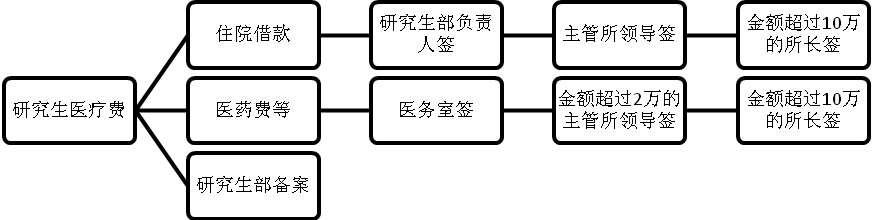 住院借款
研究生部负责
人签
主管所领导签
金额超过10万
的所长签
研究生医疗费
医药费等
医务室签
金额超过2万的
主管所领导签
金额超过10万
的所长签
研究生部备案